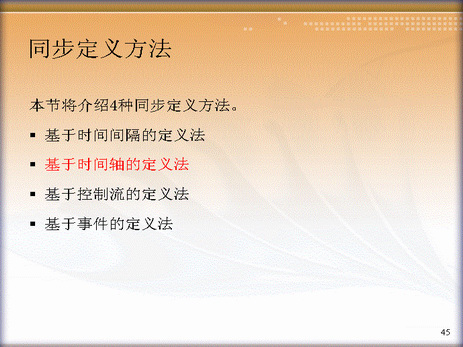 同步定义方法
本节将介绍4种同步定义方法。
▪ 基于时间间隔的定义法
▪ 基于时间轴的定义法
▪ 基于控制流的定义法
▪ 基于事件的定义法
45